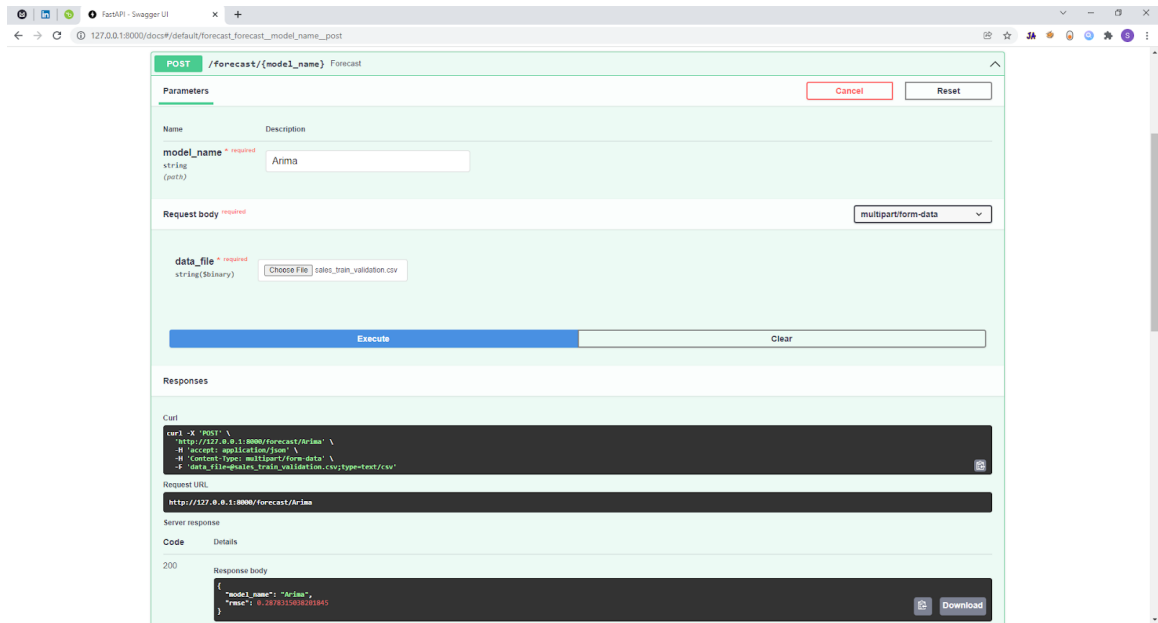 FastAPI - Swagger UI
127.0.0.1:8000/docs#/default/forecast_forecast__model_name__post
S
POST /forecast/{model_name} Forecast
Parameters
Cancel
Reset
Name Description
model_name * required
string
(path)
Arima
Request body required
multipart/form-data
data_file * required
string($binary)
Choose File sales_train_validation.csv
Execute
Clear
Responses
Curl
curl -X 'POST' \
'http://127.0.0.1:8000/forecast/Arima' \
-H 'accept: application/json' \
-H 'Content-Type: multipart/form-data' \
-F 'data_file=@sales_train_validation.csv;type=text/csv'
Request URL
http://127.0.0.1:8000/forecast/Arima
Server response
Code Details
200
Response body
{
"model_name": "Arima",
"rmse": 0.2878315038201045
}
Download